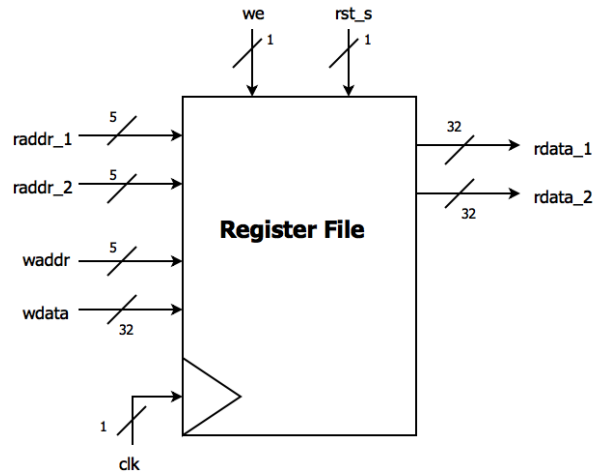 we
rst_s
1
1
raddr_1
5
32
rdata_1
raddr_2
5
32
rdata_2
Register File
waddr
5
wdata
32
1
clk